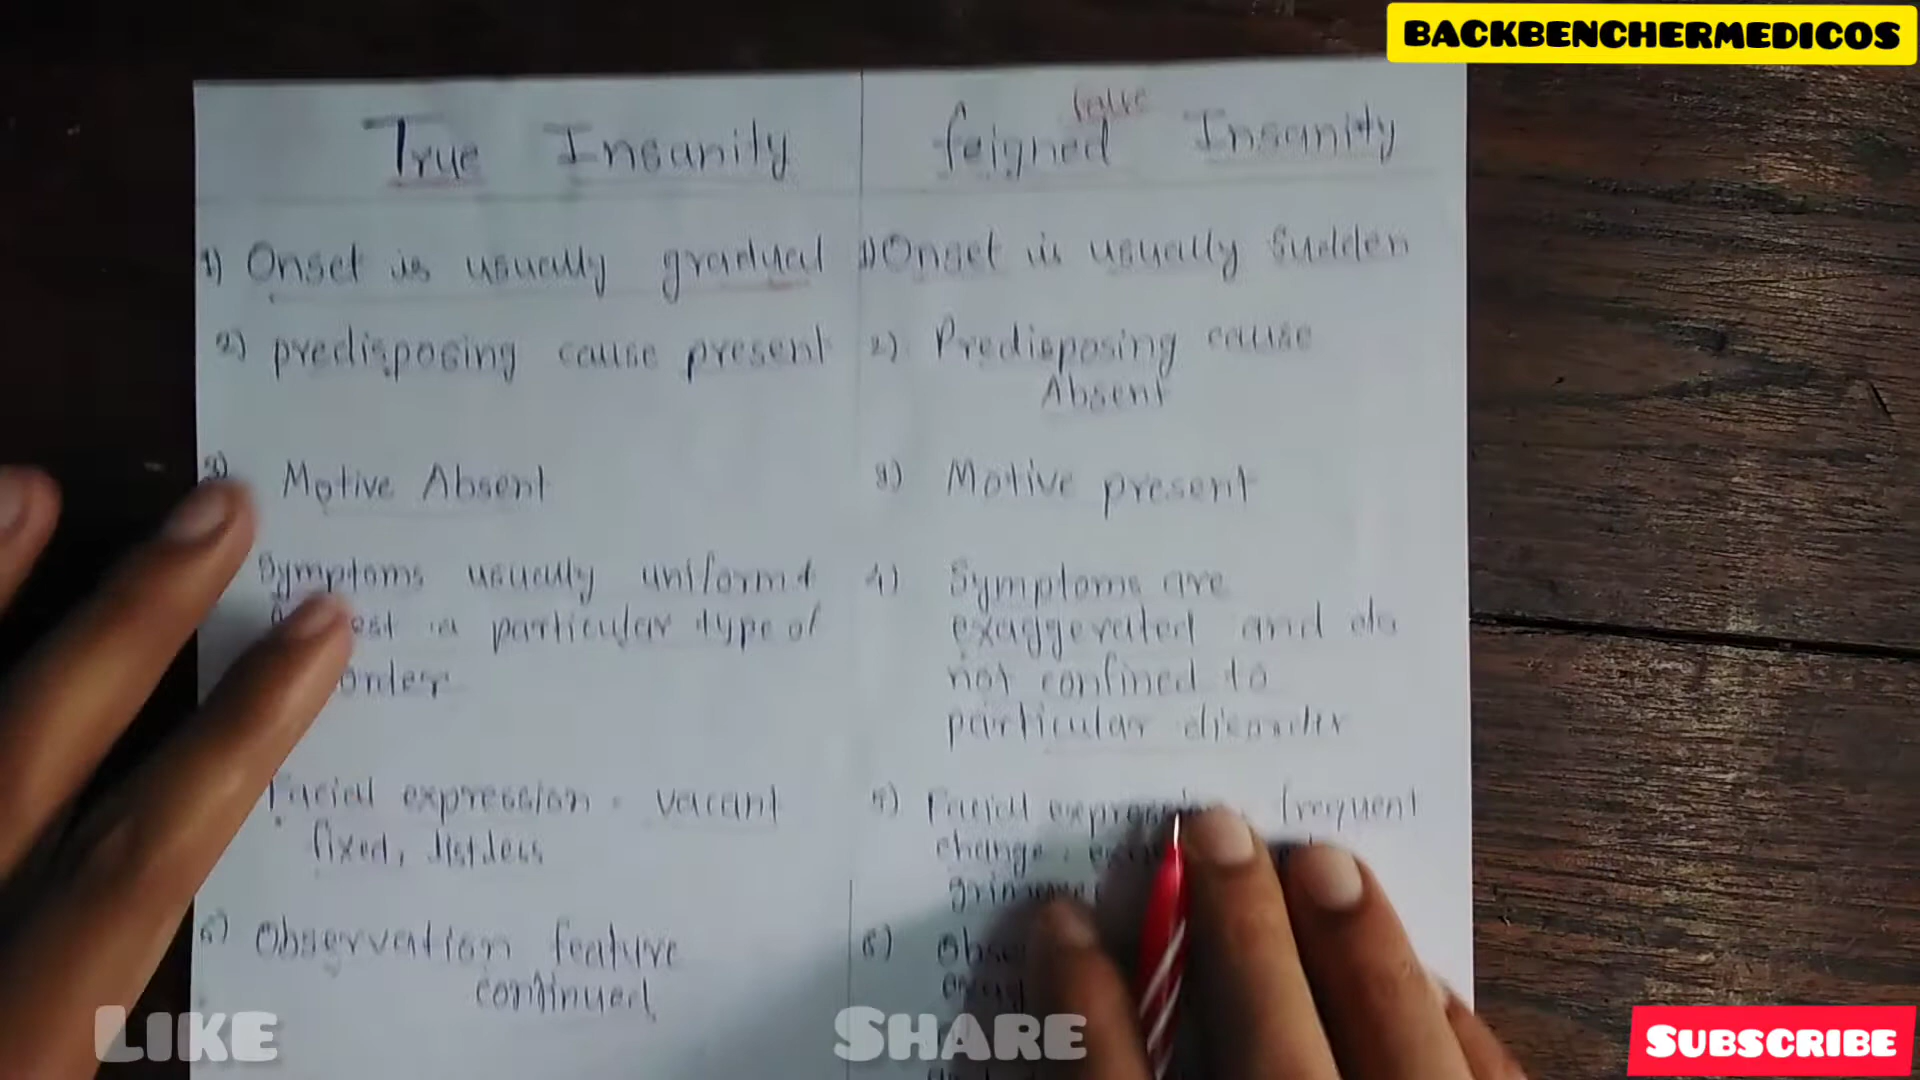 BACKBENCHERMEDICOS
True Insanity
false
feigned Insanity
1) Onset is usually gradual
2) predisposing cause present
3) Motive Absent
Symptoms usually uniform &
a particular type of
Facial expression - vacant
fixed, listless
6) Observation feature
continued
1) Onset is usually Sudden
2) Predisposing cause
Absent
3) Motive present
4) Symptoms are
exaggerated and do
not confined to
particular disorder
5) Facial expression frequent
change
6)
LIKE
SHARE
SUBSCRIBE